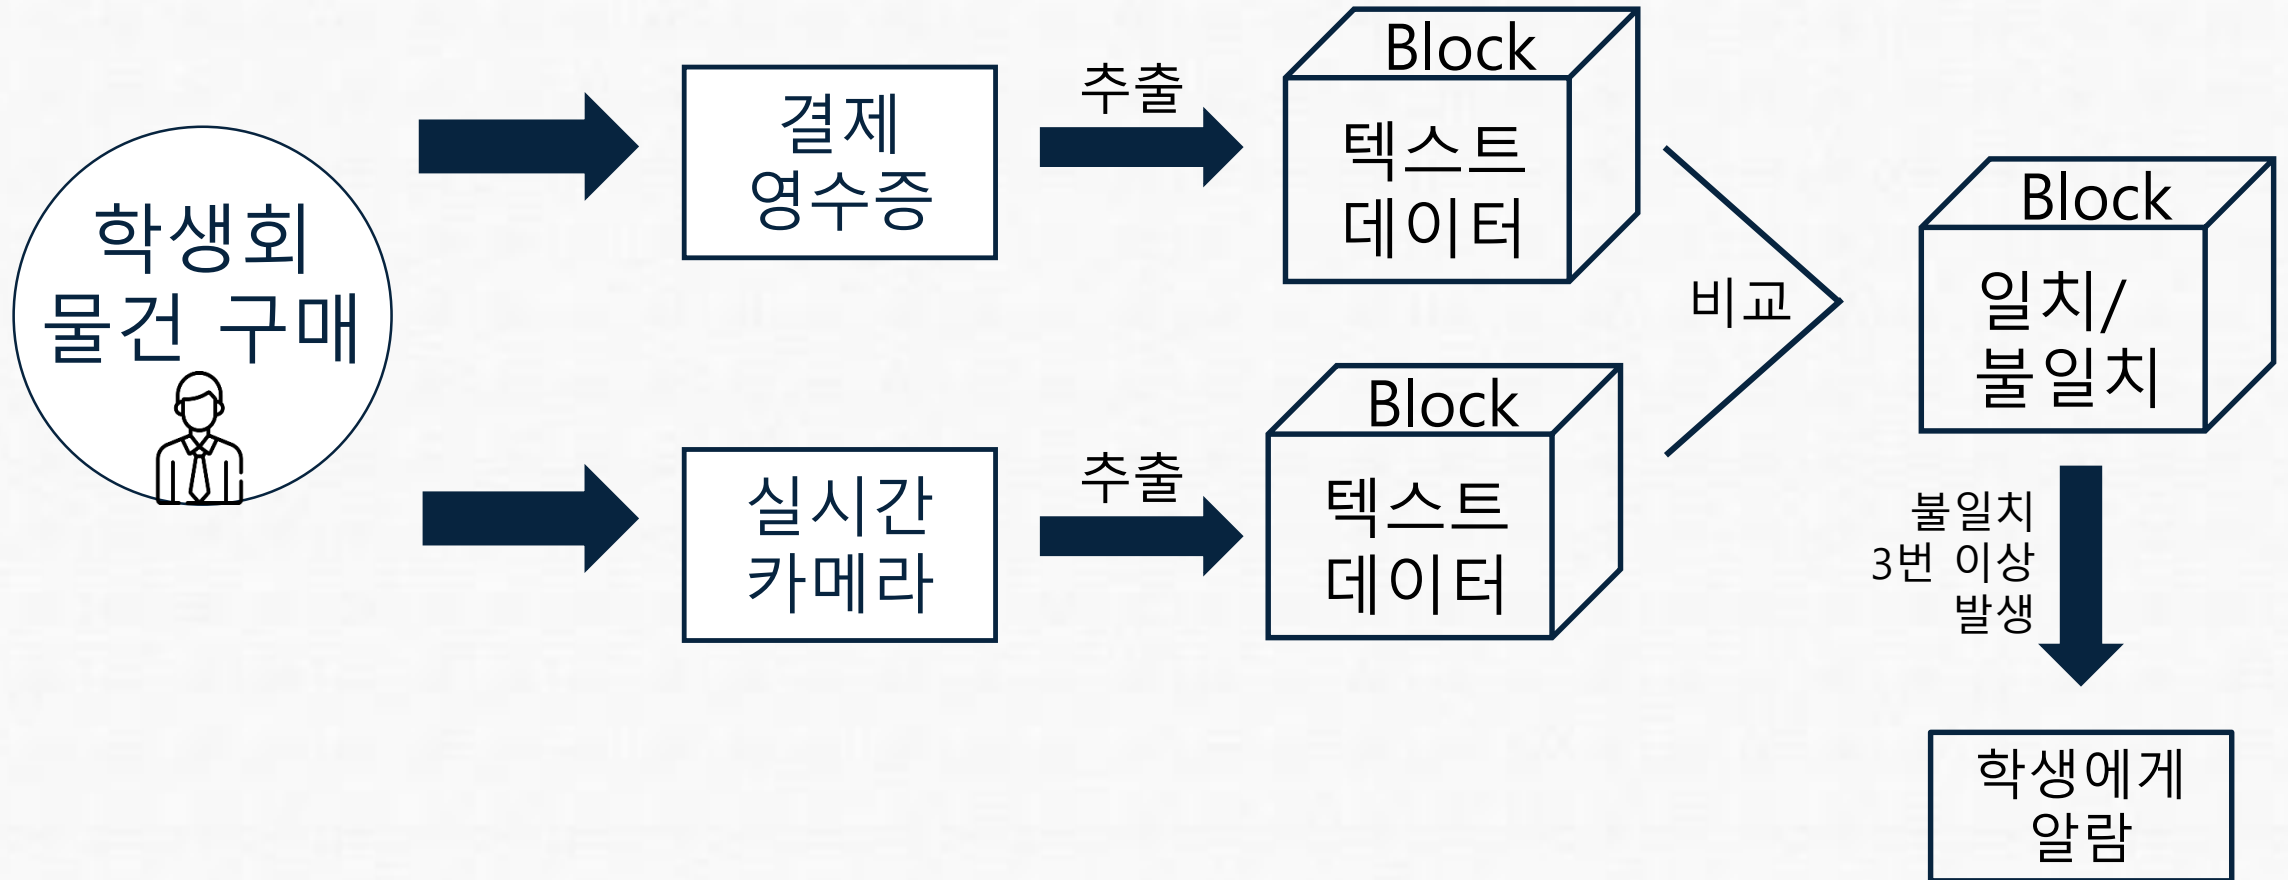 학생회
물건 구매
결제
영수증
추출
Block
텍스트
데이터
실시간
카메라
추출
Block
텍스트
데이터
비교
Block
일치/
불일치
불일치
3번 이상
발생
학생에게
알람